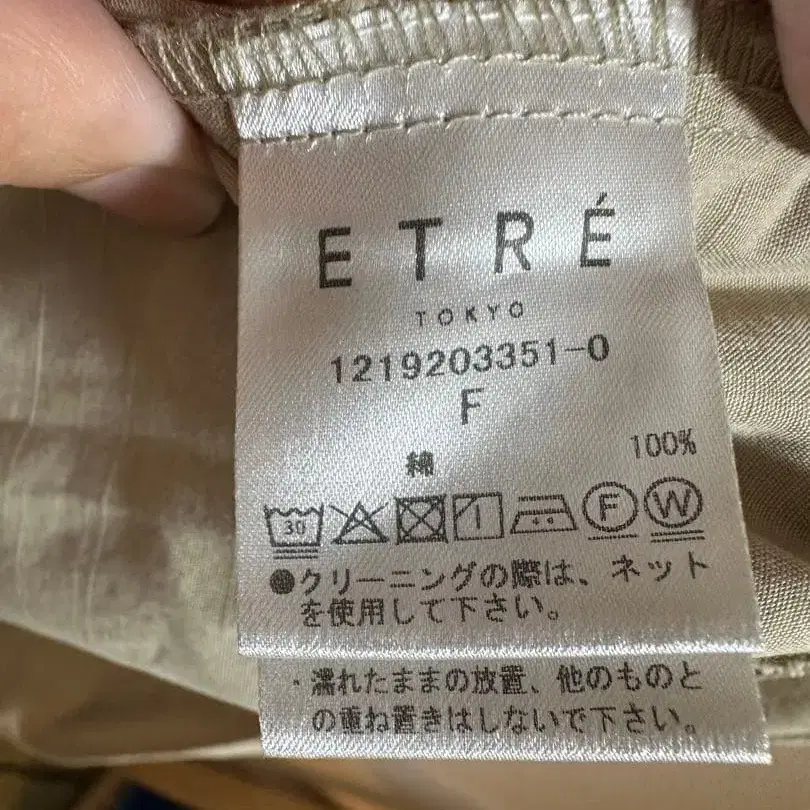 ETRÉ
TOKYO
1219203351-0
F
綿 100%
30 F W
●クリーニングの際は、ネット
を使用して下さい。
・濡れたままの放置、他のものと
の重ね置きはしないで下さい。